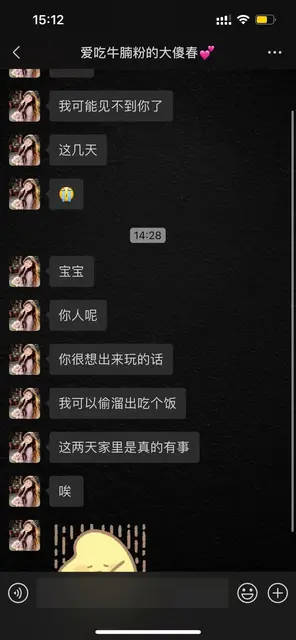 15:12
爱吃牛腩粉的大傻春💕
我可能见不到你了
这几天
😭
14:28
宝宝
你人呢
你很想出来玩的话
我可以偷溜出吃个饭
这两天家里是真的有事
唉